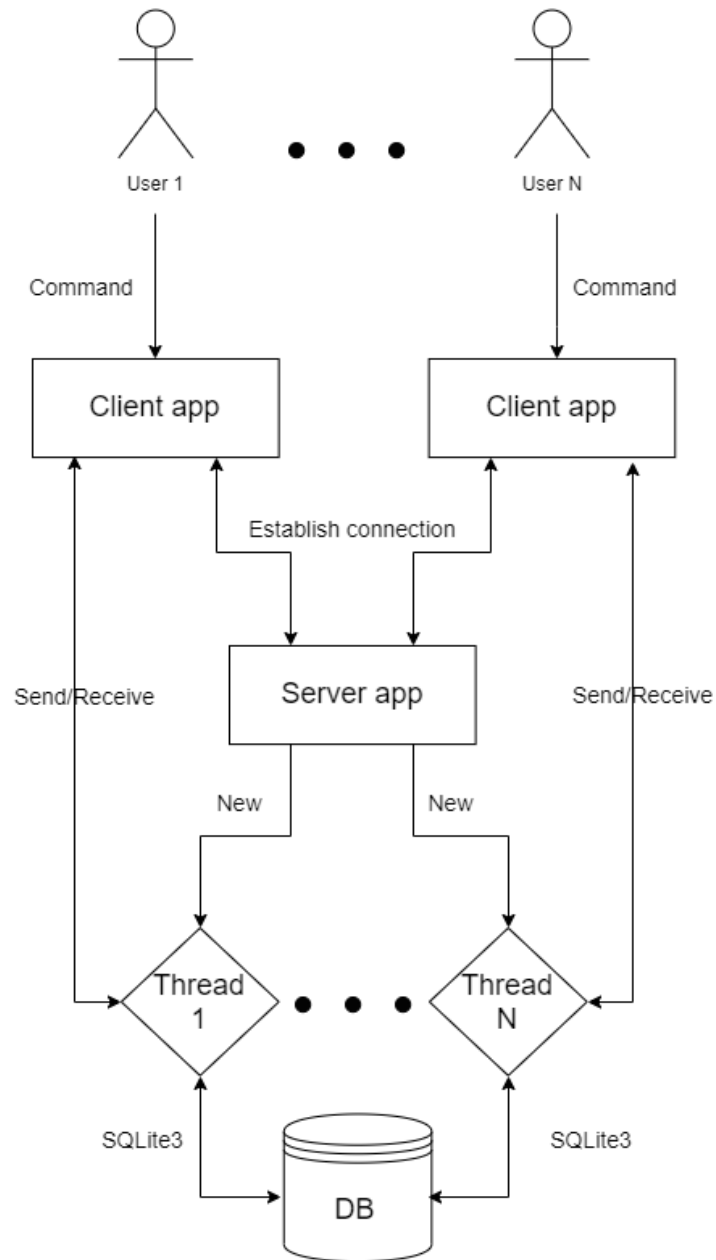 User 1
User N
Command
Command
Client app
Client app
Establish connection
Send/Receive
Server app
Send/Receive
New
New
Thread
1
Thread
N
SQLite3
SQLite3
DB